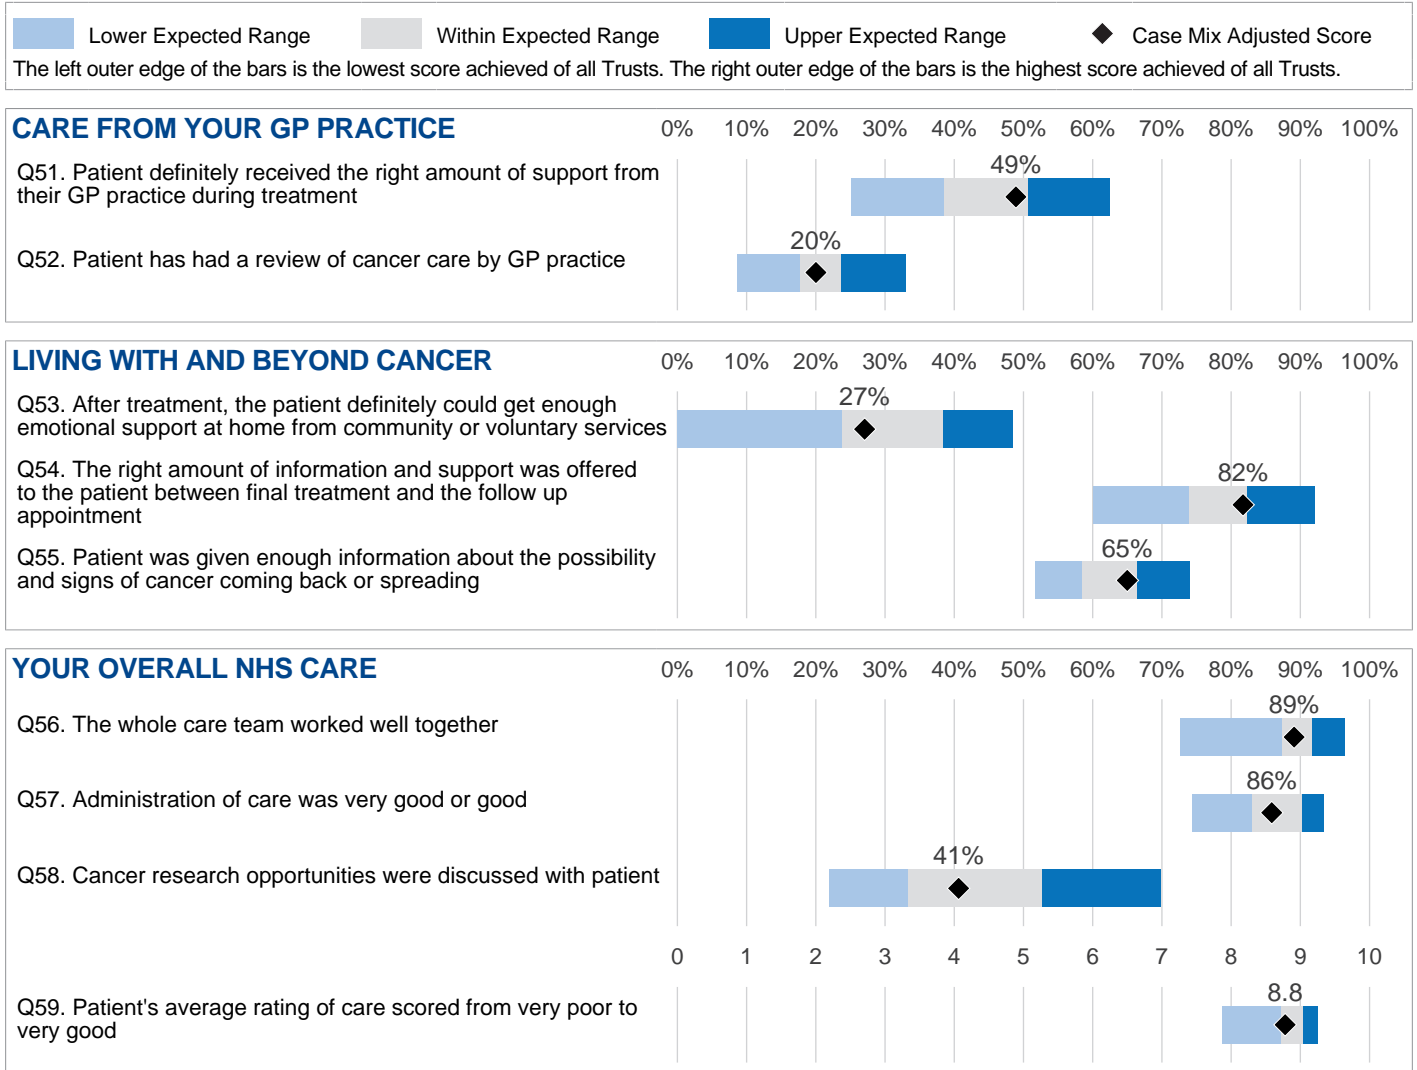 Lower Expected Range Within Expected Range Upper Expected Range Case Mix Adjusted Score
The left outer edge of the bars is the lowest score achieved of all Trusts. The right outer edge of the bars is the highest score achieved of all Trusts.
CARE FROM YOUR GP PRACTICE 0% 10% 20% 30% 40% 50% 60% 70% 80% 90% 100%
49%
Q51. Patient definitely received the right amount of support from
their GP practice during treatment
20%
Q52. Patient has had a review of cancer care by GP practice
LIVING WITH AND BEYOND CANCER 0% 10% 20% 30% 40% 50% 60% 70% 80% 90% 100%
27%
Q53. After treatment, the patient definitely could get enough
emotional support at home from community or voluntary services
Q54. The right amount of information and support was offered
82%
to the patient between final treatment and the follow up
appointment
65%
Q55. Patient was given enough information about the possibility
and signs of cancer coming back or spreading
YOUR OVERALL NHS CARE 0% 10% 20% 30% 40% 50% 60% 70% 80% 90% 100%
89%
Q56. The whole care team worked well together
86%
Q57. Administration of care was very good or good
41%
Q58. Cancer research opportunities were discussed with patient
0 1 2 3 4 5 6 7 8 9 10
8.8
Q59. Patient's average rating of care scored from very poor to
very good